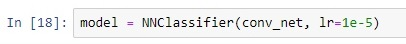 In [18]: model = NNClassifier(conv_net, lr=1e-5)